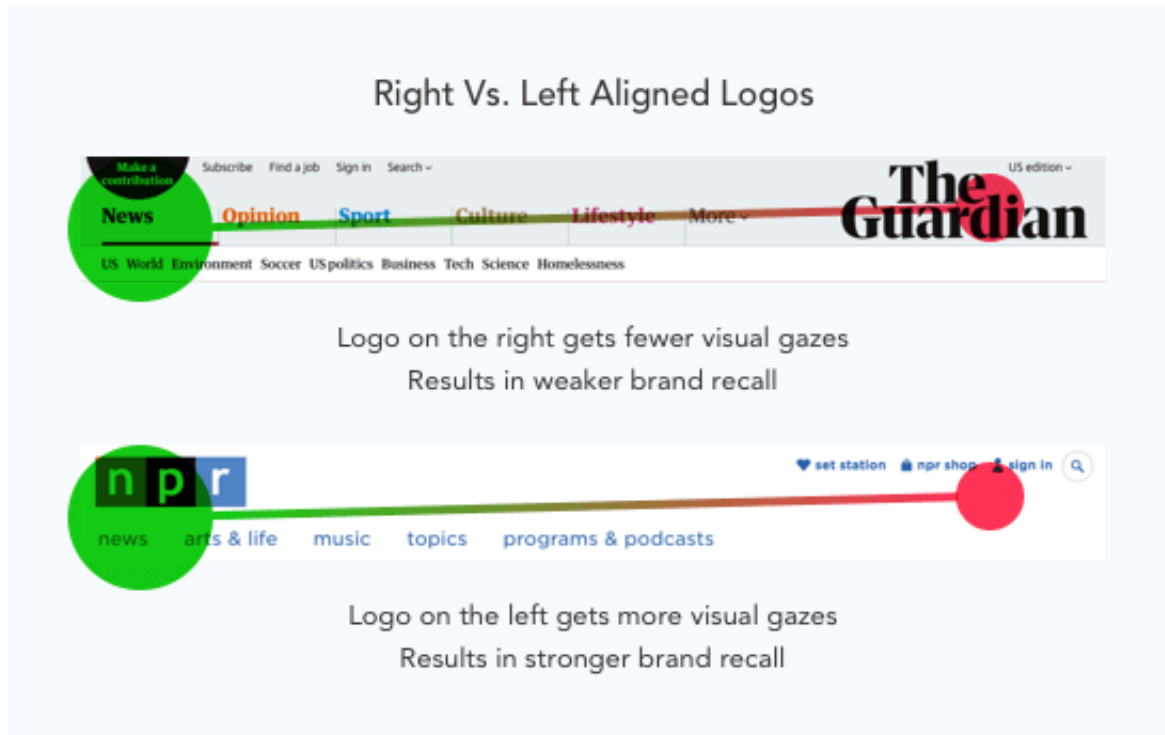 Right Vs. Left Aligned Logos
Make a
contribution
Subscribe Find a job Sign in Search
US edition
The
Guardian
News Opinion Sport Culture Lifestyle More
US World Environment Soccer US politics Business Tech Science Homelessness
Logo on the right gets fewer visual gazes
Results in weaker brand recall
npr
set station npr shop sign in
news arts & life music topics programs & podcasts
Logo on the left gets more visual gazes
Results in stronger brand recall